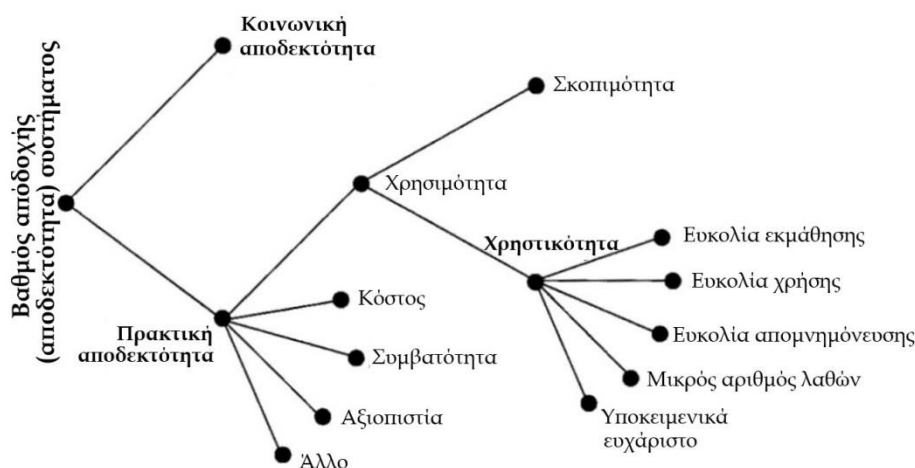 Βαθμός απόδοχής
(αποδεκτότητα) συστήματος
Κοινωνική
αποδεκτότητα
Πρακτική
αποδεκτότητα
Χρησιμότητα
Κόστος
Συμβατότητα
Αξιοπιστία
Άλλο
Σκοπιμότητα
Χρηστικότητα
Ευκολία εκμάθησης
Ευκολία χρήσης
Ευκολία απομνημόνευσης
Μικρός αριθμός λαθών
Υποκειμενικά
ευχάριστο